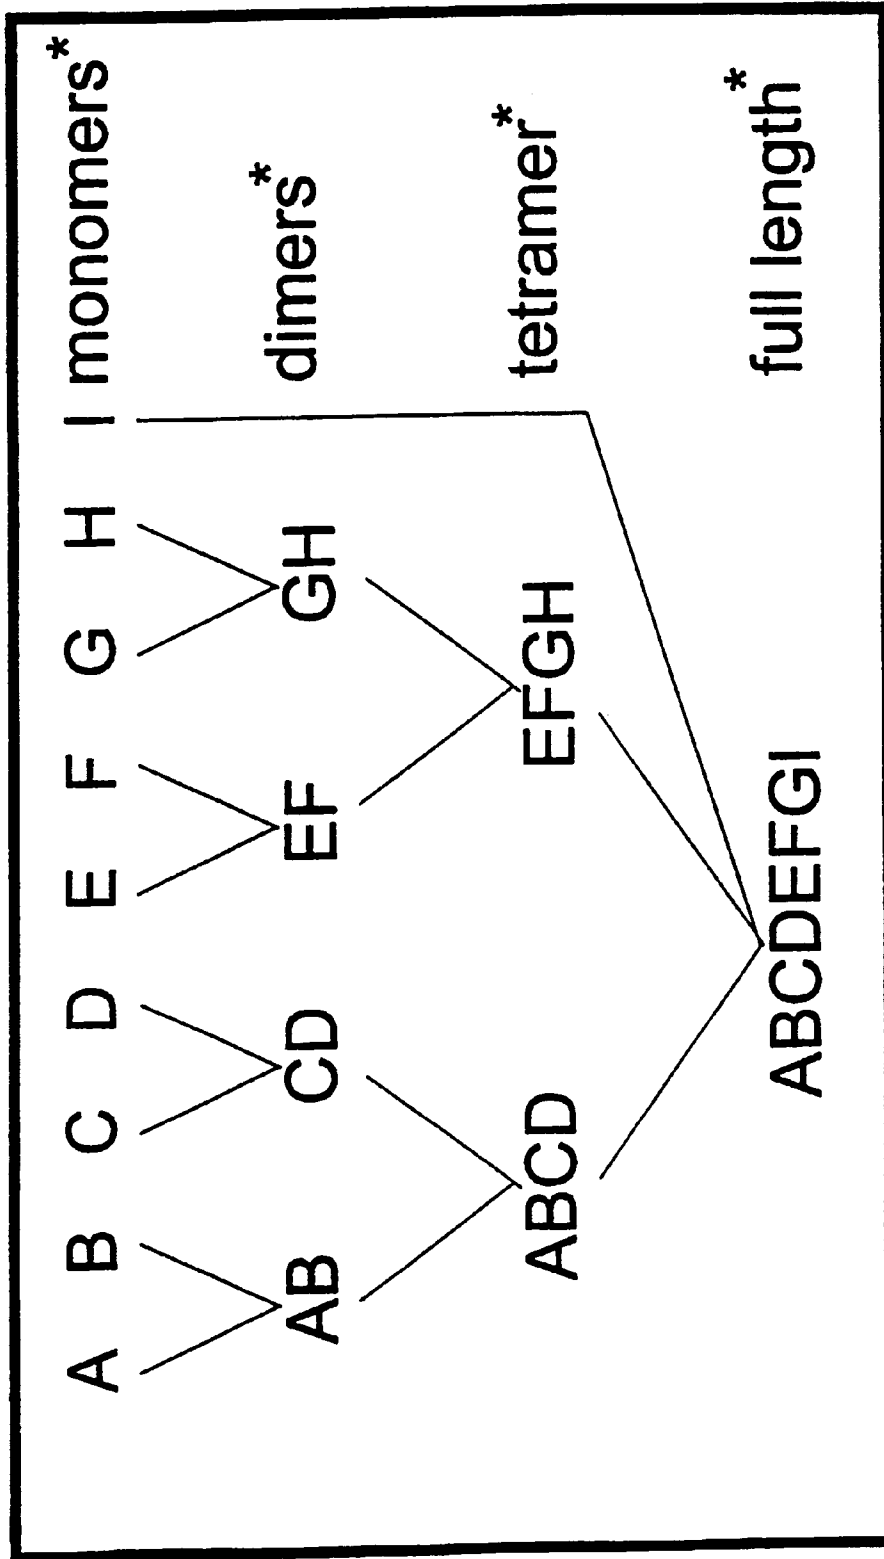 A B C D E F G H I monomers*
AB CD EF GH dimers*
ABCD EFGH tetramer*
ABCDEFGI full length*